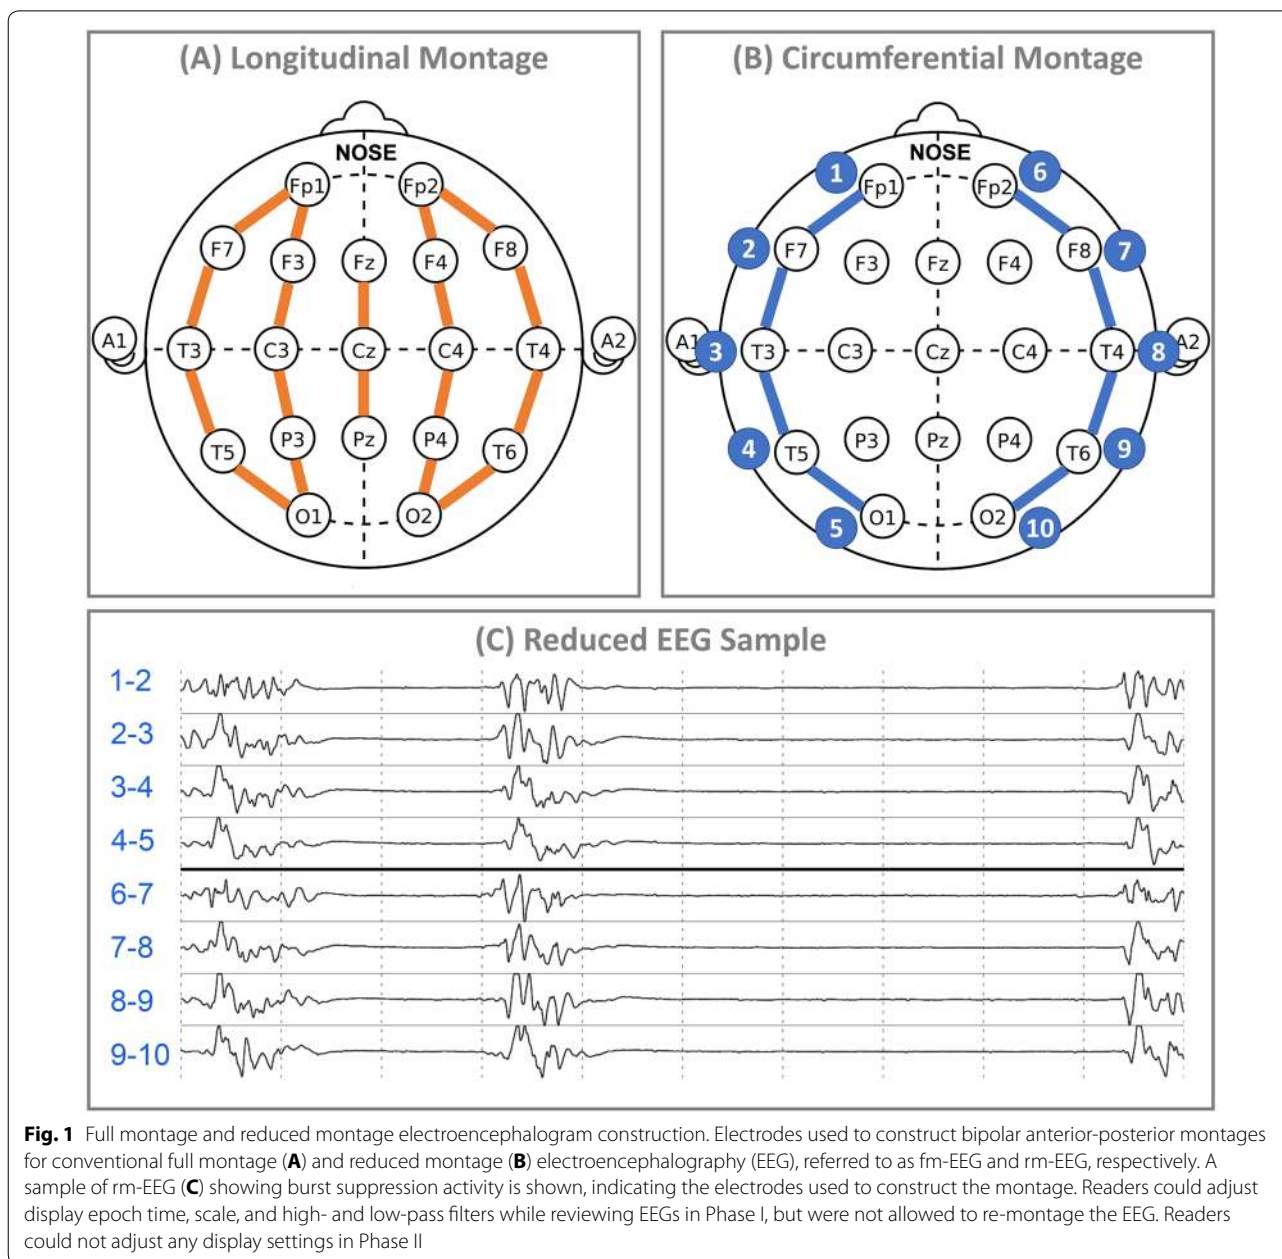 (A) Longitudinal Montage
NOSE
Fp1 Fp2
F7 F3 Fz F4 F8
A1 T3 C3 Cz C4 T4 A2
T5 P3 Pz P4 T6
O1 O2
(B) Circumferential Montage
NOSE
1 Fp1 Fp2 6
2 F7 F3 Fz F4 F8 7
A1 3 T3 C3 Cz C4 T4 8 A2
4 T5 P3 Pz P4 T6 9
5 O1 O2 10
(C) Reduced EEG Sample
1-2
2-3
3-4
4-5
6-7
7-8
8-9
9-10
Fig. 1 Full montage and reduced montage electroencephalogram construction. Electrodes used to construct bipolar anterior-posterior montages
for conventional full montage (A) and reduced montage (B) electroencephalography (EEG), referred to as fm-EEG and rm-EEG, respectively. A
sample of rm-EEG (C) showing burst suppression activity is shown, indicating the electrodes used to construct the montage. Readers could adjust
display epoch time, scale, and high- and low-pass filters while reviewing EEGs in Phase I, but were not allowed to re-montage the EEG. Readers
could not adjust any display settings in Phase II